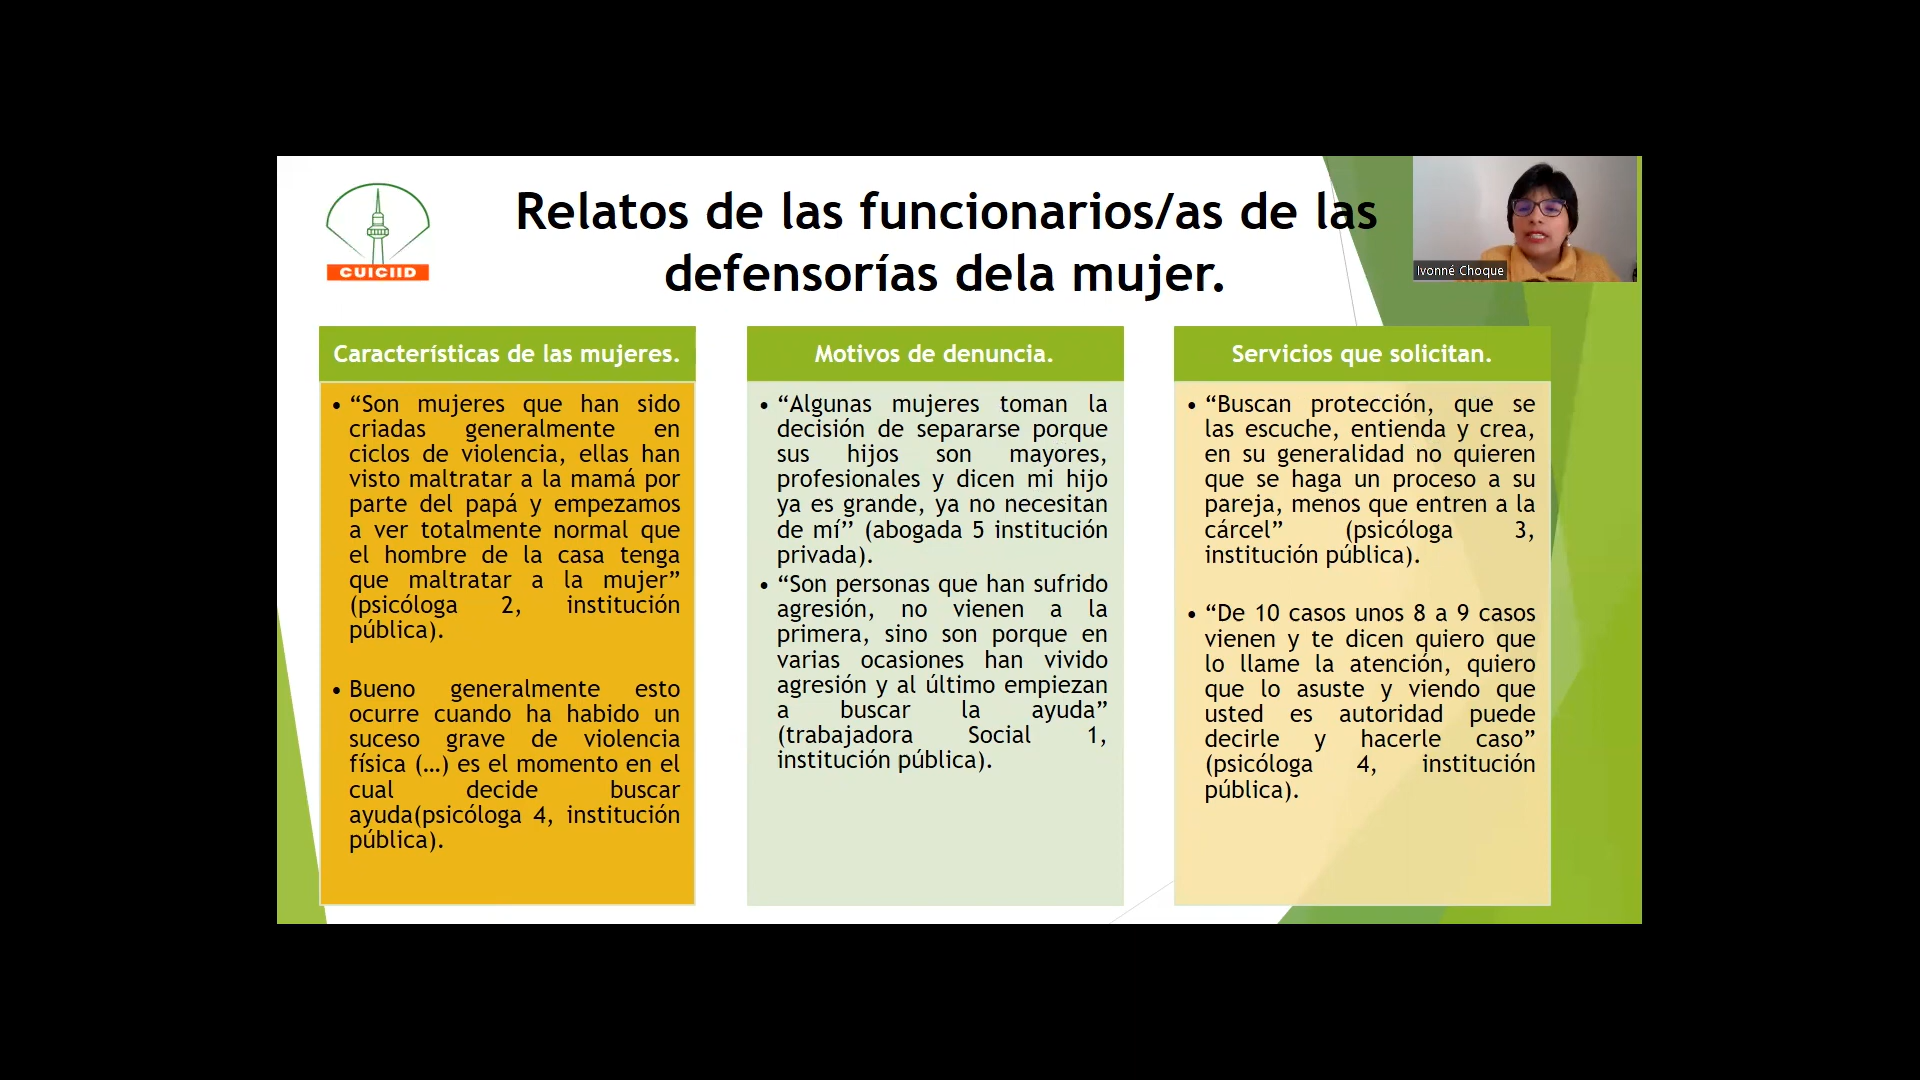 Relatos de las funcionarios/as de las
defensorías dela mujer.
CUICIID
Ivonné Choque
Características de las mujeres.
• “Son mujeres que han sido
criadas generalmente en
ciclos de violencia, ellas han
visto maltratar a la mamá por
parte del papá y empezamos
a ver totalmente normal que
el hombre de la casa tenga
que maltratar a la mujer”
(psicóloga 2, institución
pública).
• Bueno generalmente esto
ocurre cuando ha habido un
suceso grave de violencia
física (…) es el momento en el
cual decide buscar
ayuda(psicóloga 4, institución
pública).
Motivos de denuncia.
• “Algunas mujeres toman la
decisión de separarse porque
sus hijos son mayores,
profesionales y dicen mi hijo
ya es grande, ya no necesitan
de mí’’ (abogada 5 institución
privada).
• “Son personas que han sufrido
agresión, no vienen a la
primera, sino son porque en
varias ocasiones han vivido
agresión y al último empiezan
a buscar la ayuda”
(trabajadora Social 1,
institución pública).
Servicios que solicitan.
• “Buscan protección, que se
las escuche, entienda y crea,
en su generalidad no quieren
que se haga un proceso a su
pareja, menos que entren a la
cárcel” (psicóloga 3,
institución pública).
• “De 10 casos unos 8 a 9 casos
vienen y te dicen quiero que
lo llame la atención, quiero
que lo asuste y viendo que
usted es autoridad puede
decirle y hacerle caso”
(psicóloga 4, institución
pública).